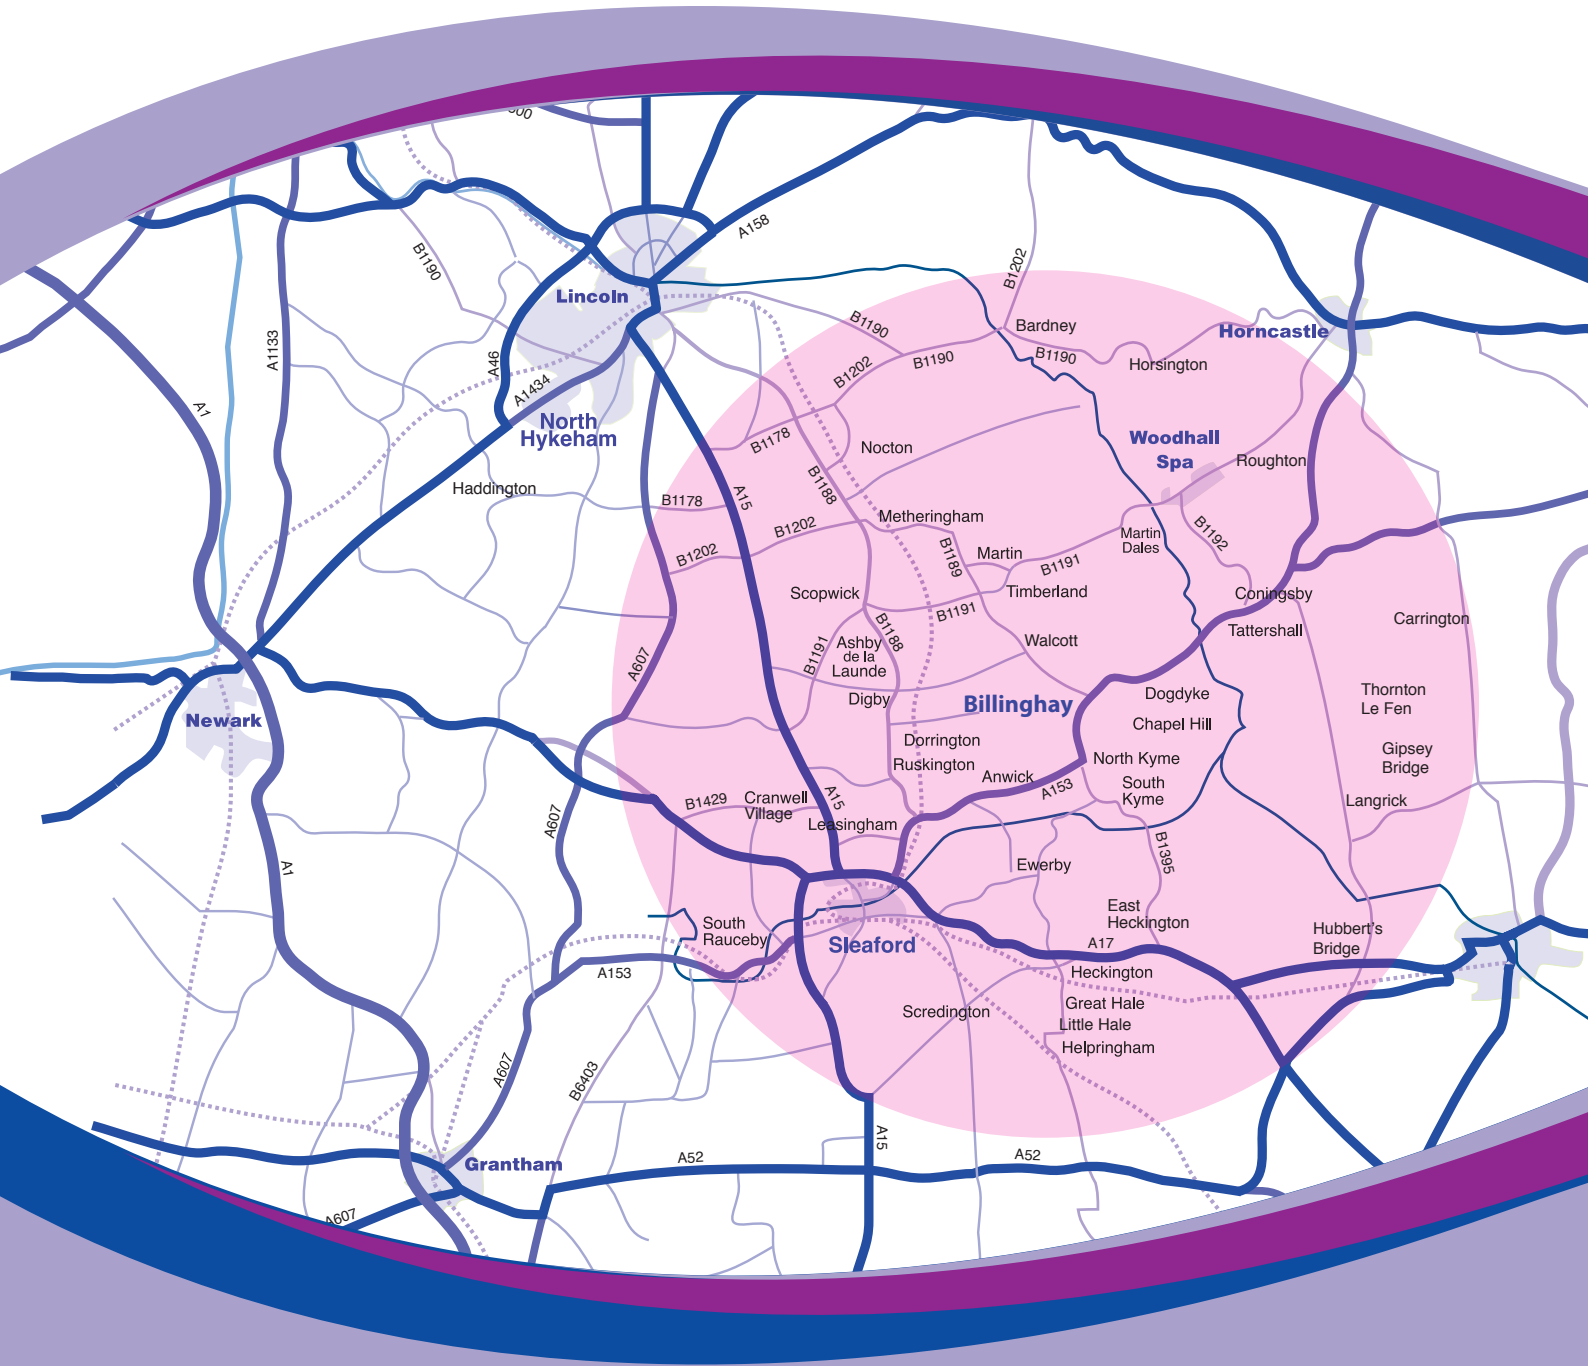 A158
B1190
B1202
Lincoln
A1133
B1190
Bardney
Horncastle
A46
B1202
B1190
B1190
Horsington
A1434
A1
North
Hykeham
B1178
Nocton
Woodhall
Spa
Roughton
Haddington
B1178
A15
B1188
Metheringham
B1202
B1202
B1189
Martin
B1191
Martin
Dales
B1192
Scopwick
Timberland
Coningsby
B1191
Carrington
Tattershall
B1188
B1191
Ashby
de la
Launde
Walcott
A607
Digby
Billinghay
Dogdyke
Thornton
Le Fen
Newark
Chapel Hill
Dorrington
Ruskington
North Kyme
Gipsey
Bridge
Anwick
A153
South
Kyme
B1429
Cranwell
Village
A15
Langrick
A607
Leasingham
B1395
A1
Ewerby
East
Heckington
South
Rauceby
Sleaford
A17
Hubbert's
Bridge
A153
Heckington
Scredington
Great Hale
Little Hale
Helpringham
A607
B6403
A15
Grantham
A52
A52
A607